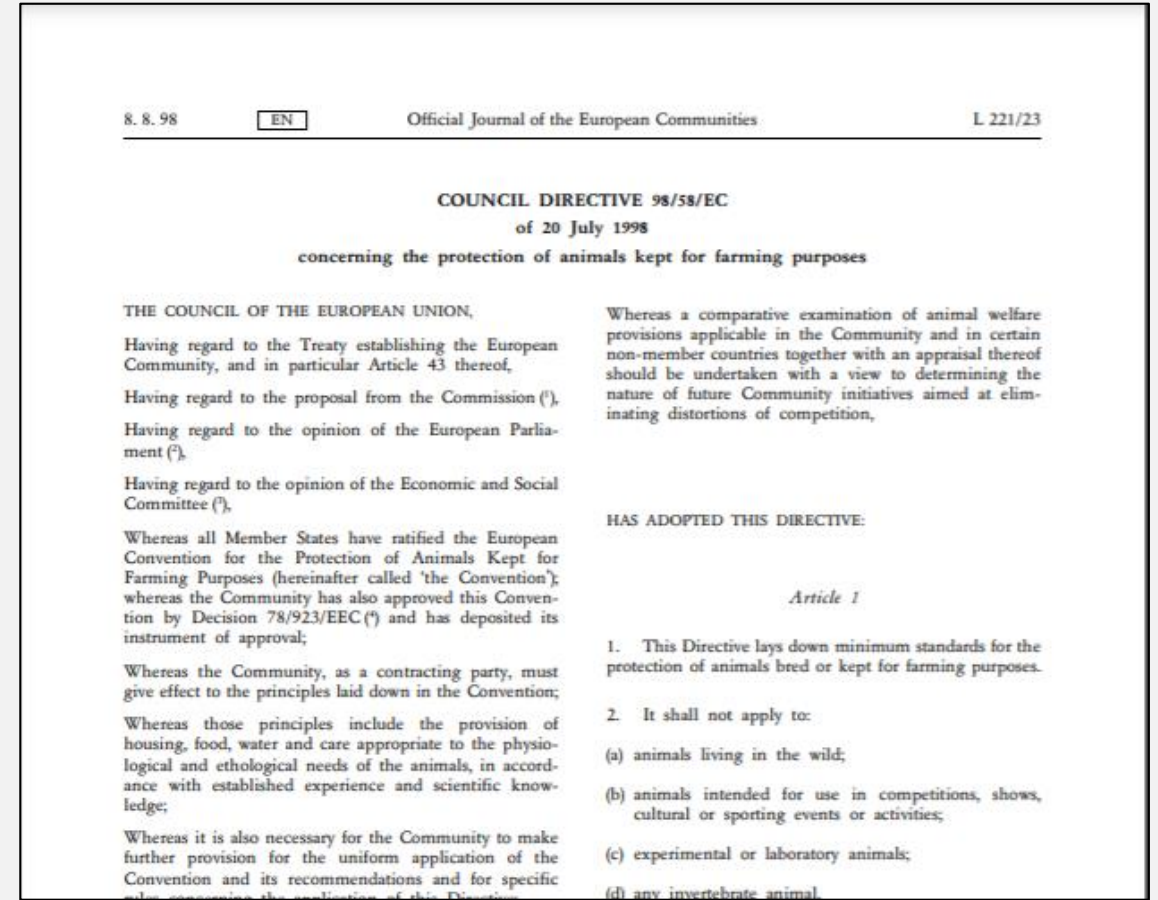 8. 8. 98 EN Official Journal of the European Communities L 221/23
COUNCIL DIRECTIVE 98/58/EC
of 20 July 1998
concerning the protection of animals kept for farming purposes
THE COUNCIL OF THE EUROPEAN UNION,
Having regard to the Treaty establishing the European
Community, and in particular Article 43 thereof,
Having regard to the proposal from the Commission (¹),
Having regard to the opinion of the European Parlia-
ment (²),
Having regard to the opinion of the Economic and Social
Committee (³),
Whereas all Member States have ratified the European
Convention for the Protection of Animals Kept for
Farming Purposes (hereinafter called ‘the Convention’);
whereas the Community has also approved this Conven-
tion by Decision 78/923/EEC (⁴) and has deposited its
instrument of approval;
Whereas the Community, as a contracting party, must
give effect to the principles laid down in the Convention;
Whereas those principles include the provision of
housing, food, water and care appropriate to the physio-
logical and ethological needs of the animals, in accord-
ance with established experience and scientific know-
ledge;
Whereas it is also necessary for the Community to make
further provision for the uniform application of the
Convention and its recommendations and for specific
rules concerning the application of this Directive
Whereas a comparative examination of animal welfare
provisions applicable in the Community and in certain
non-member countries together with an appraisal thereof
should be undertaken with a view to determining the
nature of future Community initiatives aimed at elim-
inating distortions of competition,
HAS ADOPTED THIS DIRECTIVE:
Article 1
1. This Directive lays down minimum standards for the
protection of animals bred or kept for farming purposes.
2. It shall not apply to:
(a) animals living in the wild;
(b) animals intended for use in competitions, shows,
cultural or sporting events or activities;
(c) experimental or laboratory animals;
(d) any invertebrate animal.